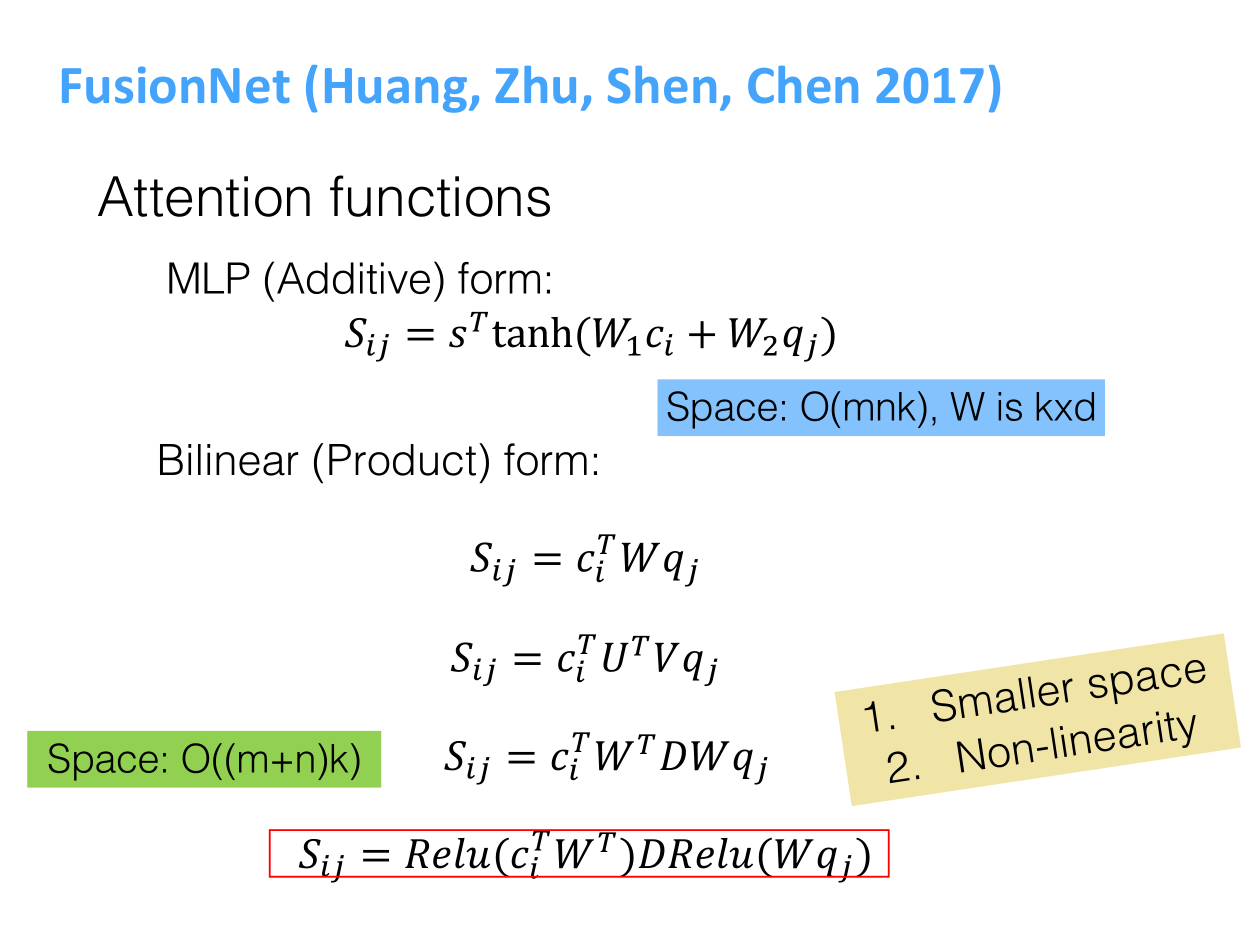 FusionNet (Huang, Zhu, Shen, Chen 2017)
Attention functions
MLP (Additive) form:
$S_{ij} = s^T \tanh(W_1 c_i + W_2 q_j)$
Space: O(mnk), W is kxd
Bilinear (Product) form:
$S_{ij} = c_i^T W q_j$
$S_{ij} = c_i^T U^T V q_j$
1. Smaller space
2. Non-linearity
Space: O((m+n)k)
$S_{ij} = c_i^T W^T D W q_j$
$S_{ij} = Relu(c_i^T W^T) D Relu(W q_j)$